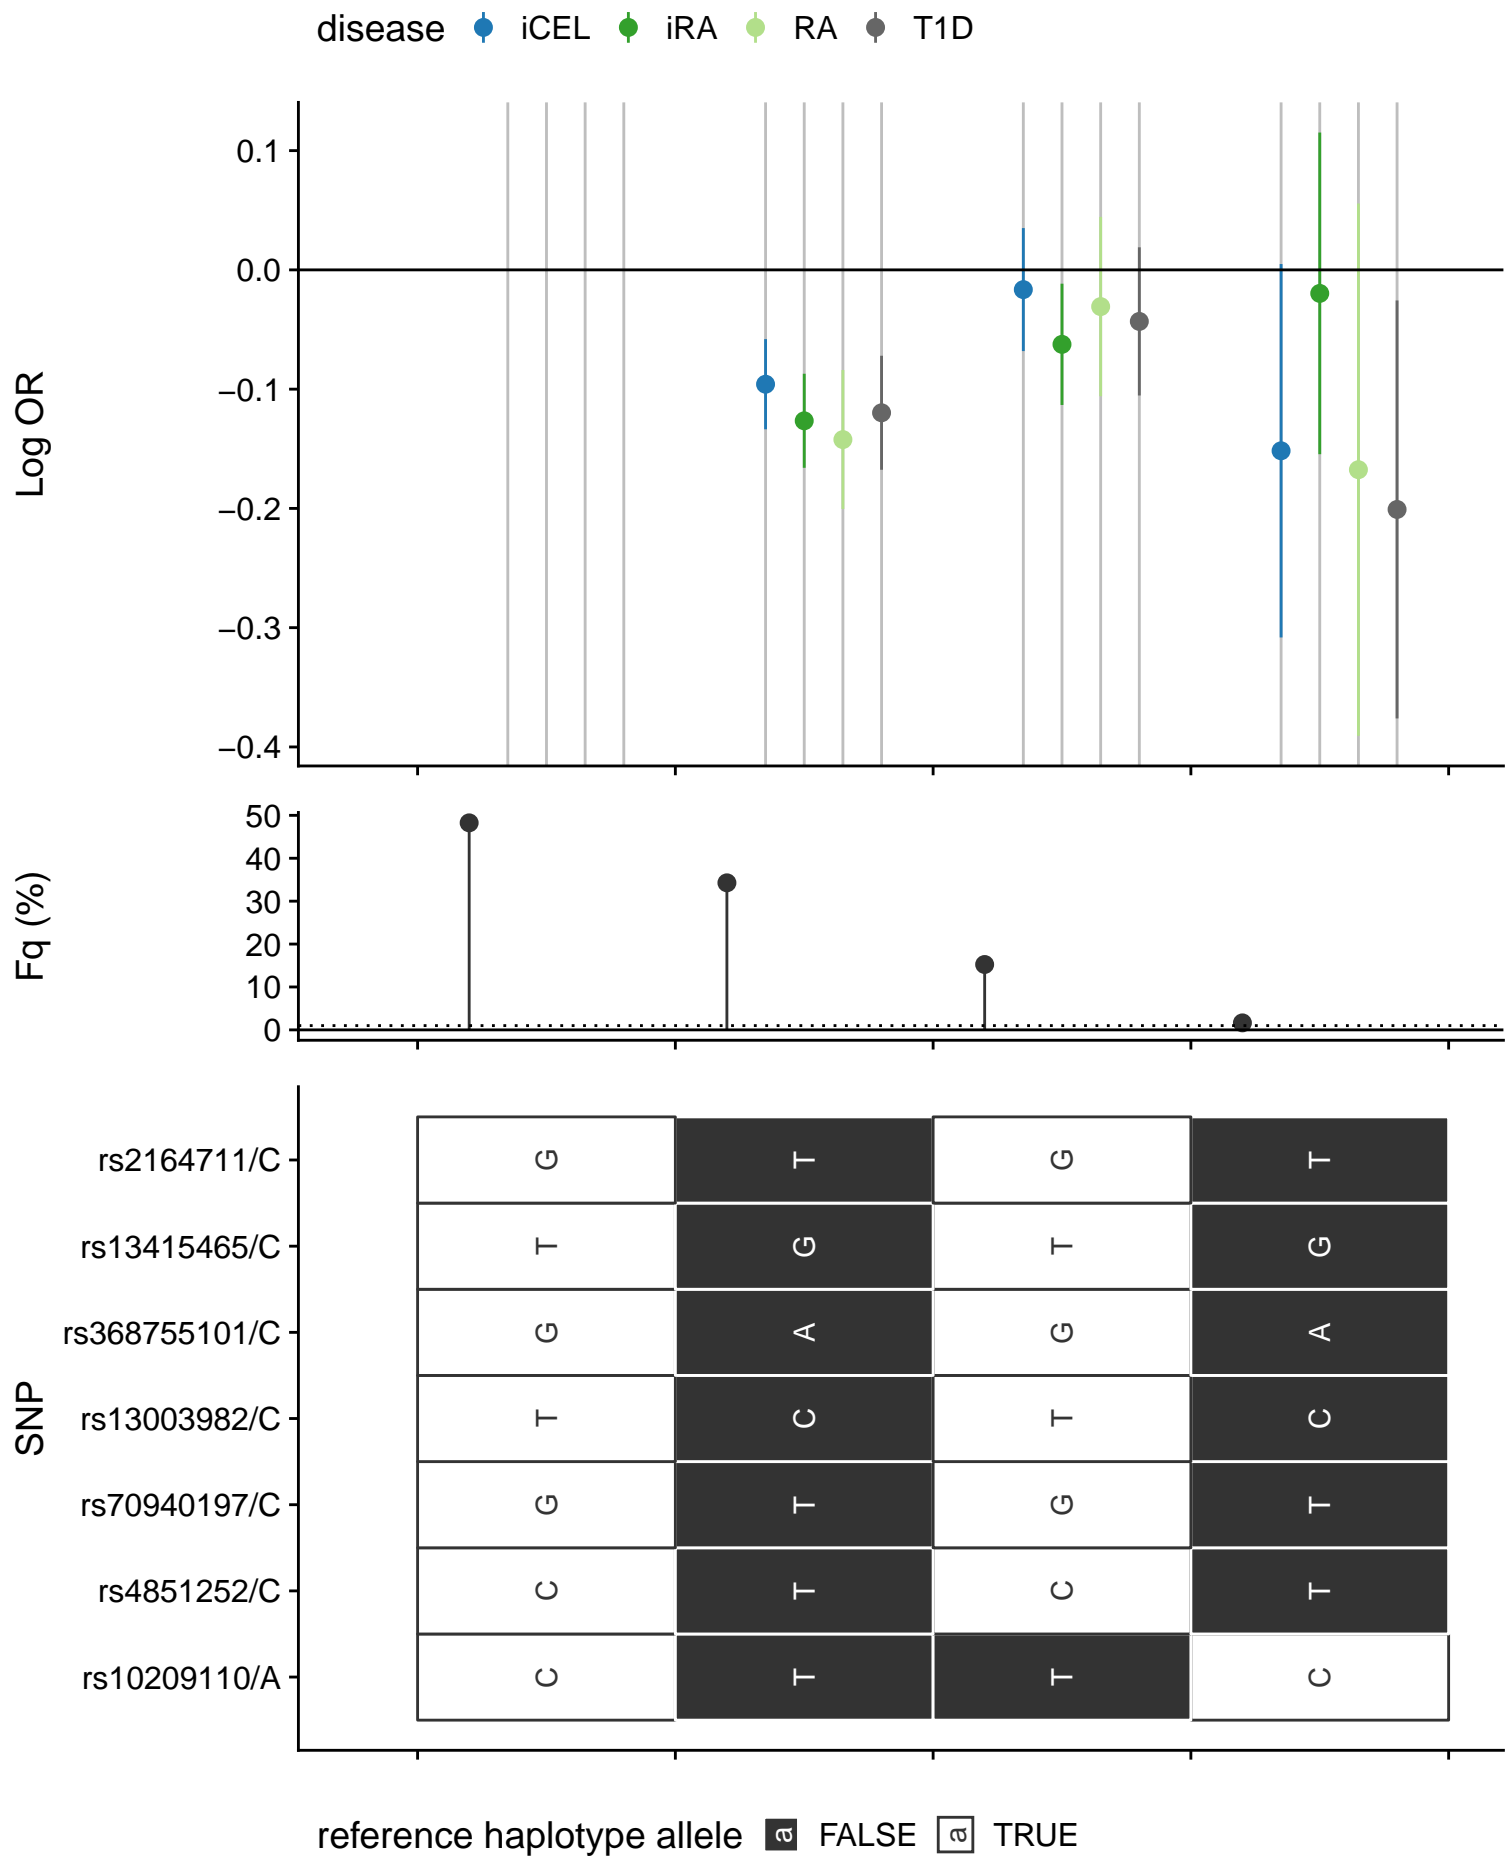 disease iCEL iRA RA T1D
Log OR
0.1
0.0
−0.1
−0.2
−0.3
−0.4
Fq (%)
50
40
30
20
10
0
SNP
rs2164711/C G T G T
rs13415465/C T G T G
rs368755101/C G A G A
rs13003982/C T C T C
rs70940197/C G T G T
rs4851252/C C T C T
rs10209110/A C T T C
reference haplotype allele a FALSE a TRUE